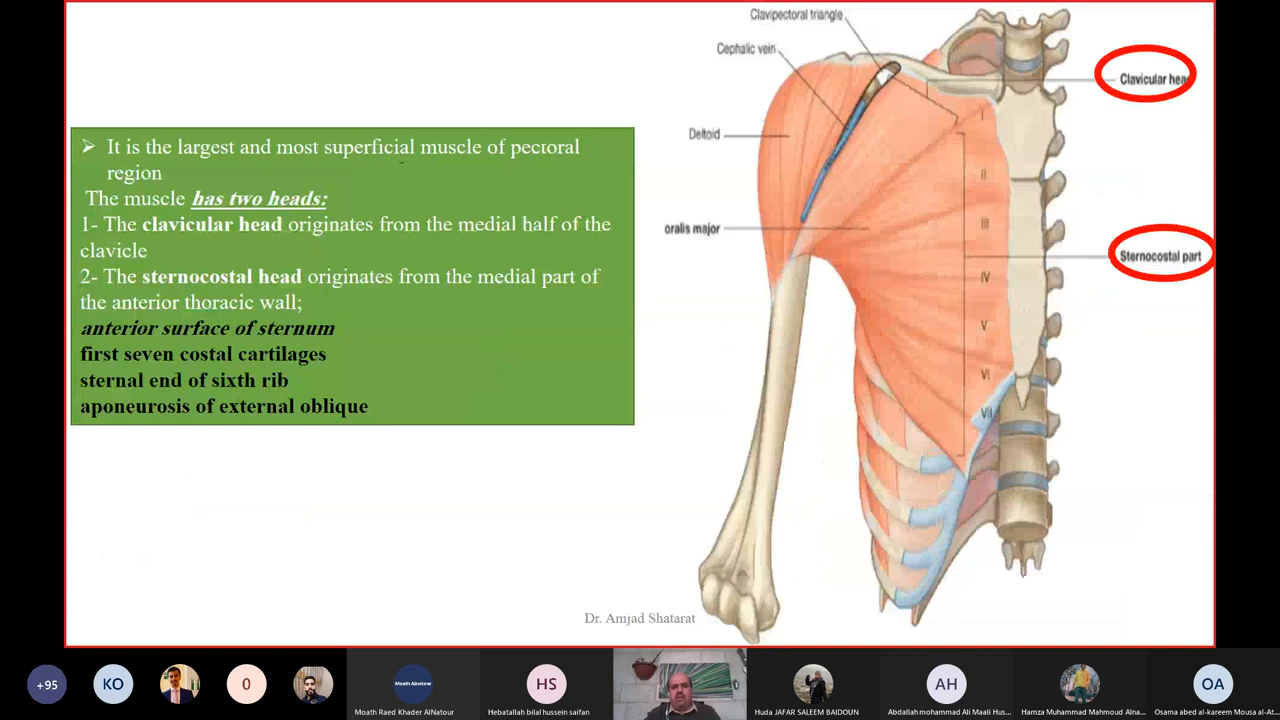 Clavipectoral triangle
Cephalic vein
Clavicular hea
Deltoid
I
II
III
oralis major
Sternocostal part
IV
V
VI
VII
➢ It is the largest and most superficial muscle of pectoral
region
The muscle has two heads:
1- The clavicular head originates from the medial half of the
clavicle
2- The sternocostal head originates from the medial part of
the anterior thoracic wall;
anterior surface of sternum
first seven costal cartilages
sternal end of sixth rib
aponeurosis of external oblique
Dr. Amjad Shatarat
+95
KO
0
Moath Alnatour
Moath Raed Khader AlNatour
HS
Hebatallah bilal hussein saifan
Huda JAFAR SALEEM BAIDOUN
AH
Abdallah mohammad Ali Maali Hus...
Hamza Muhammad Mahmoud Alna...
OA
Osama abed al-kareem Mousa al-At...